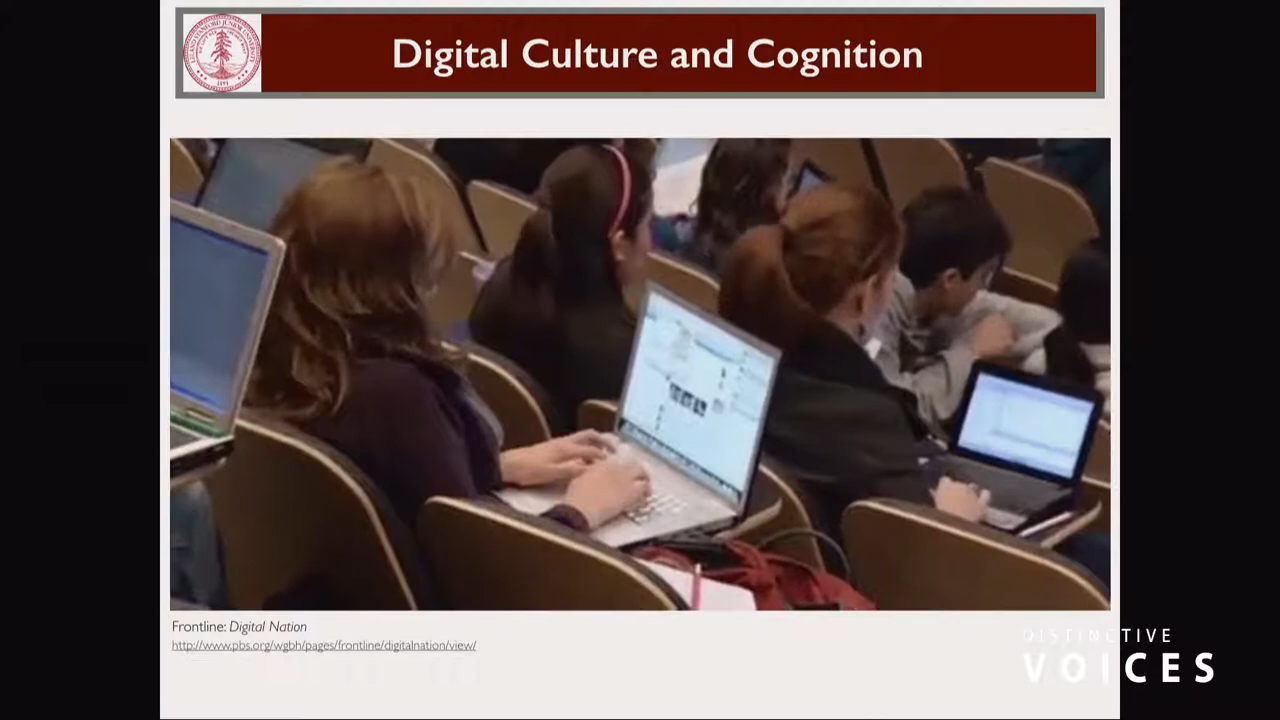 Digital Culture and Cognition
Frontline: Digital Nation
http://www.pbs.org/wgbh/pages/frontline/digitalnation/view/
DISTINCTIVE
VOICES